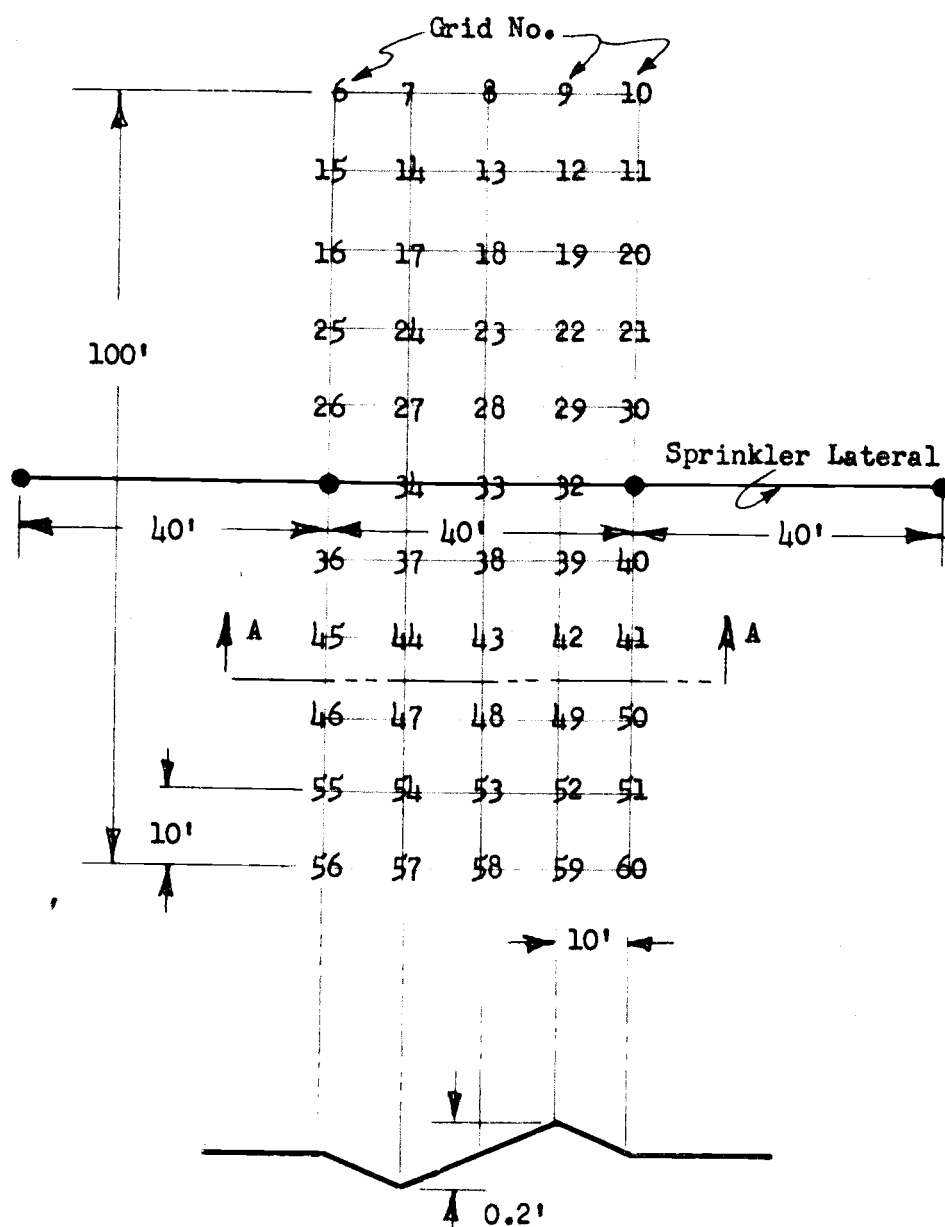 Grid No.
6 7 8 9 10
15 14 13 12 11
16 17 18 19 20
25 24 23 22 21
100'
26 27 28 29 30
Sprinkler Lateral
34 33 32
40' 40' 40'
36 37 38 39 40
A 45 44 43 42 41 A
46 47 48 49 50
55 54 53 52 51
10'
56 57 58 59 60
10'
0.2'